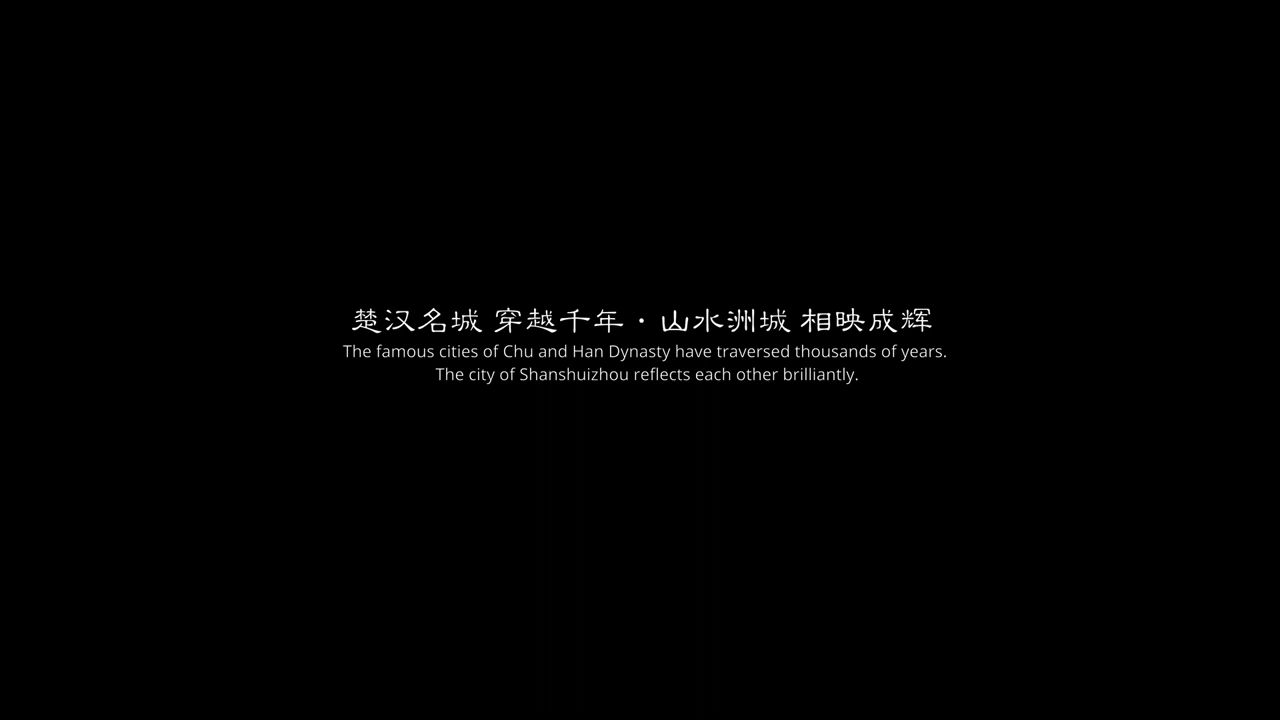 楚汉名城 穿越千年·山水洲城 相映成辉
The famous cities of Chu and Han Dynasty have traversed thousands of years.
The city of Shanshuizhou reflects each other brilliantly.